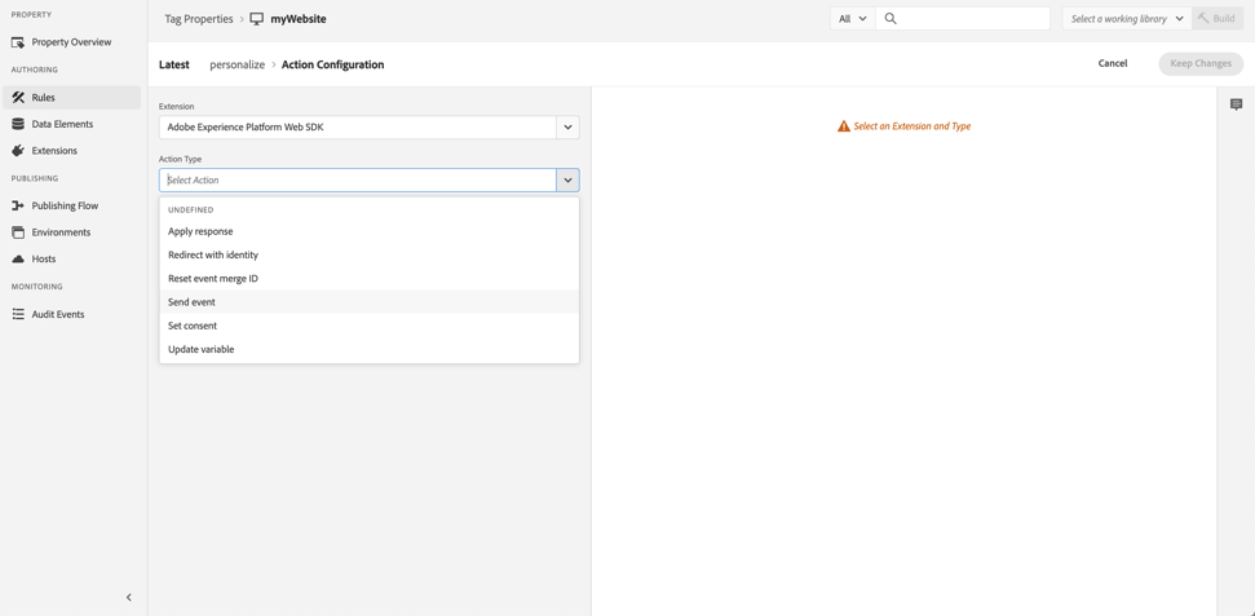 PROPERTY
Property Overview
AUTHORING
Rules
Data Elements
Extensions
PUBLISHING
Publishing Flow
Environments
Hosts
MONITORING
Audit Events
Tag Properties > myWebsite
All
Select a working library
Build
Latest personalize > Action Configuration
Cancel
Keep Changes
Extension
Adobe Experience Platform Web SDK
Action Type
Select Action
UNDEFINED
Apply response
Redirect with identity
Reset event merge ID
Send event
Set consent
Update variable
Select an Extension and Type